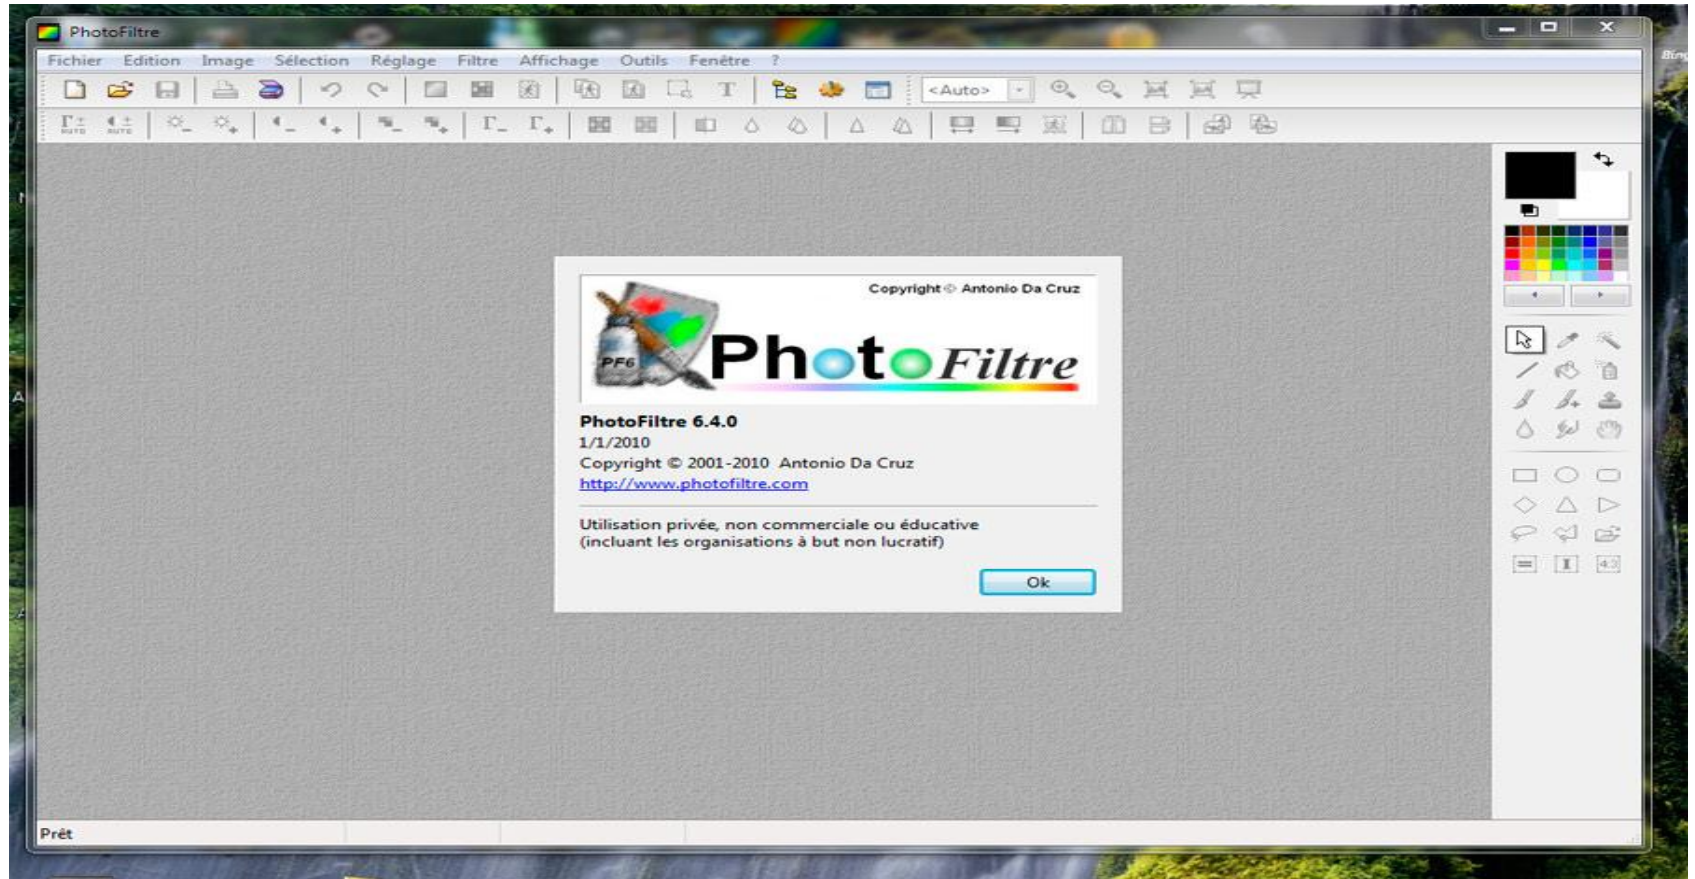 PhotoFiltre
Fichier Edition Image Sélection Réglage Filtre Affichage Outils Fenêtre ?
T <Auto>
AUTO AUTO
Copyright © Antonio Da Cruz
PF6
PhotoFiltre
PhotoFiltre 6.4.0
1/1/2010
Copyright © 2001-2010 Antonio Da Cruz
http://www.photofiltre.com
Utilisation privée, non commerciale ou éducative
(incluant les organisations à but non lucratif)
Ok
Prêt